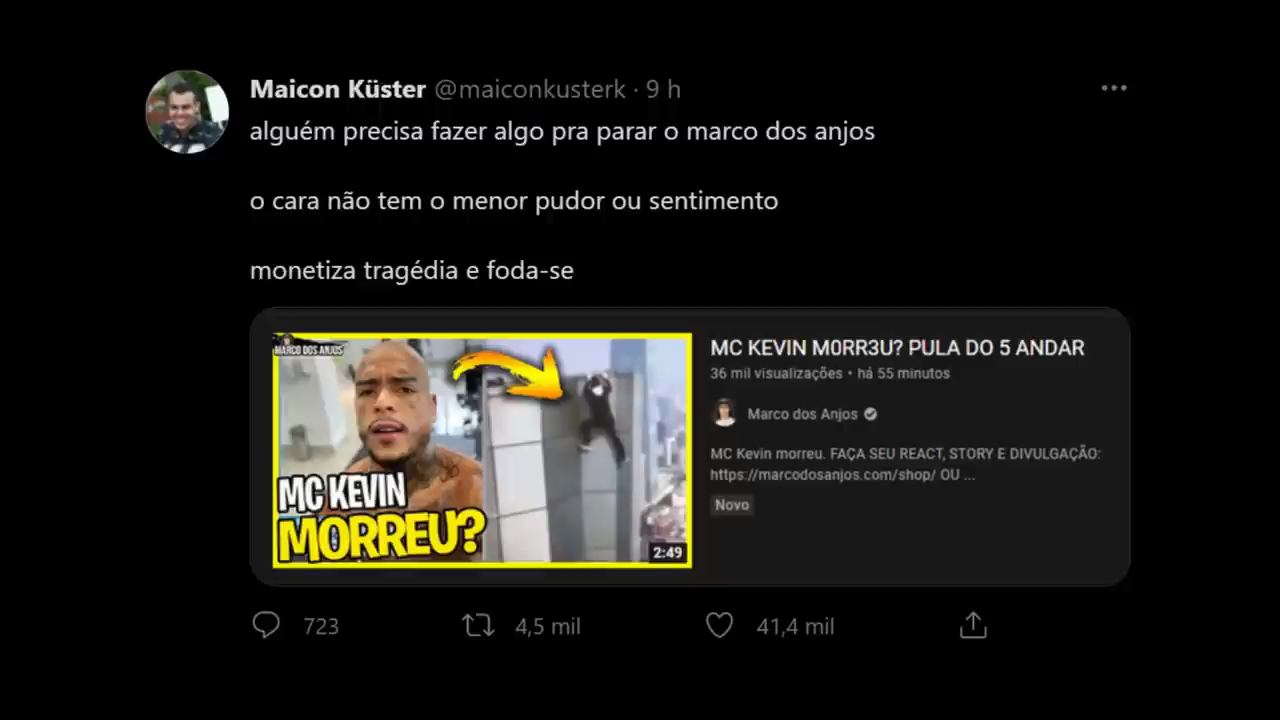 Maicon Küster @maiconkusterk · 9 h
alguém precisa fazer algo pra parar o marco dos anjos
o cara não tem o menor pudor ou sentimento
monetiza tragédia e foda-se
MARCO DOS ANJOS
MC KEVIN
MORREU?
2:49
MC KEVIN M0RR3U? PULA DO 5 ANDAR
36 mil visualizações • há 55 minutos
Marco dos Anjos
MC Kevin morreu. FAÇA SEU REACT, STORY E DIVULGAÇÃO:
https://marcodosanjos.com/shop/ OU ...
Novo
723 4,5 mil 41,4 mil